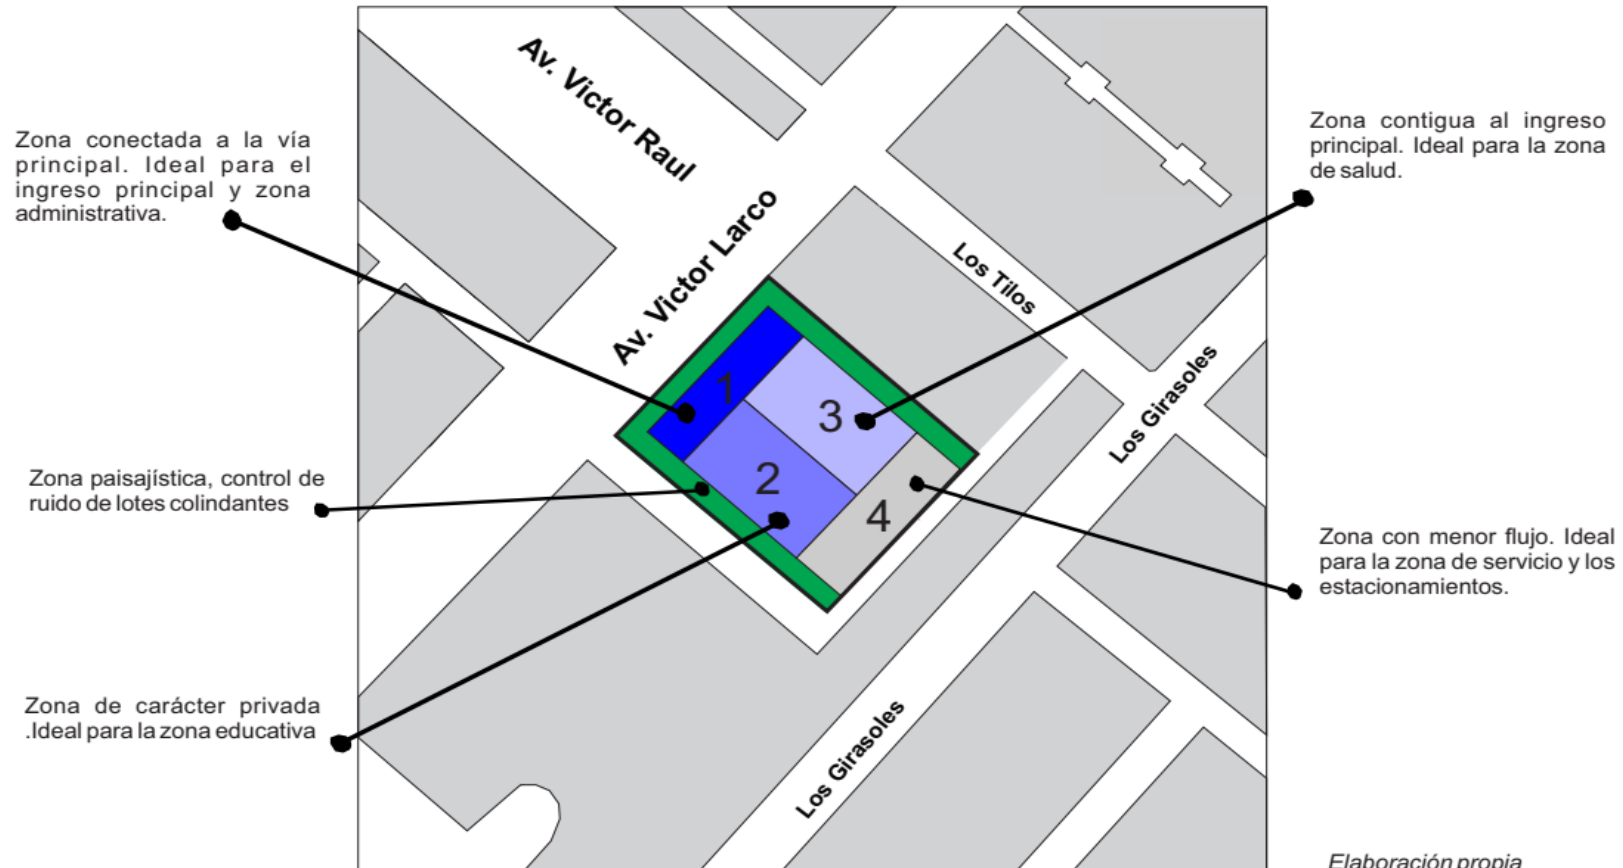 Av. Victor Raul
Zona conectada a la vía
principal. Ideal para el
ingreso principal y zona
administrativa.
Zona contigua al ingreso
principal. Ideal para la zona
de salud.
Av. Victor Larco
Los Tilos
Los Girasoles
1
3
2
4
Zona paisajística, control de
ruido de lotes colindantes
Zona con menor flujo. Ideal
para la zona de servicio y los
estacionamientos.
Zona de carácter privada
.Ideal para la zona educativa
Los Girasoles
Elaboración propia